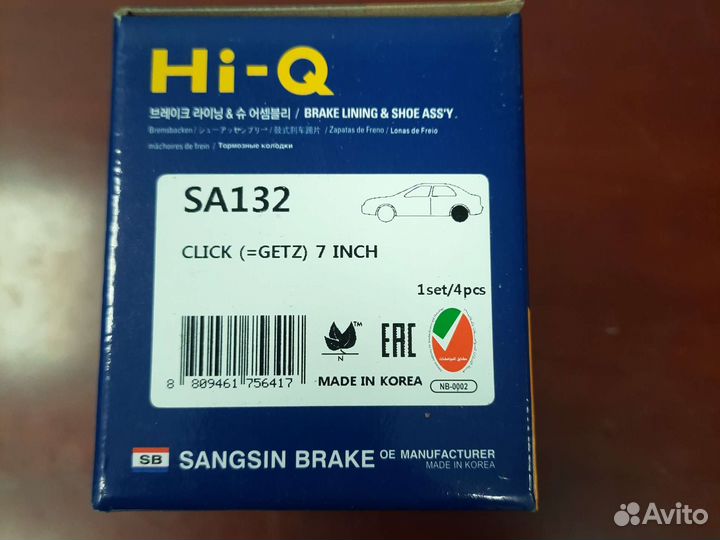 Hi-Q
브레이크 라이닝 & 슈 어셈블리 / BRAKE LINING & SHOE ASS'Y.
Bremsbacken / シューアッセンブリー / 鼓式刹车蹄片 / Zapatas de Freno / Lonas de Freio
mâchoires de frein / Тормозные колодки
SA132
CLICK (=GETZ) 7 INCH
1set/4pcs
TM
N
EAC
NB-0002
8 809461 756417
MADE IN KOREA
SB SANGSIN BRAKE OE MANUFACTURER
MADE IN KOREA
Avito